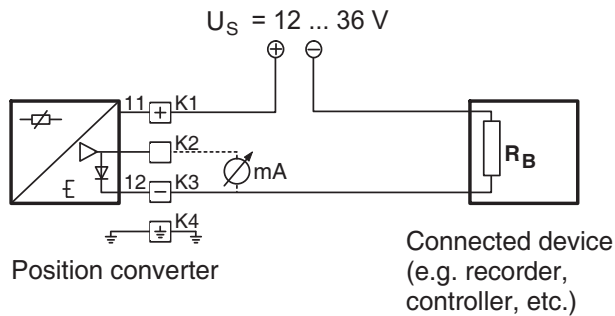 U_S = 12 ... 36 V
11 + K1
K2
mA
12 − K3
K4
E
R_B
Position converter
Connected device
(e.g. recorder,
controller, etc.)